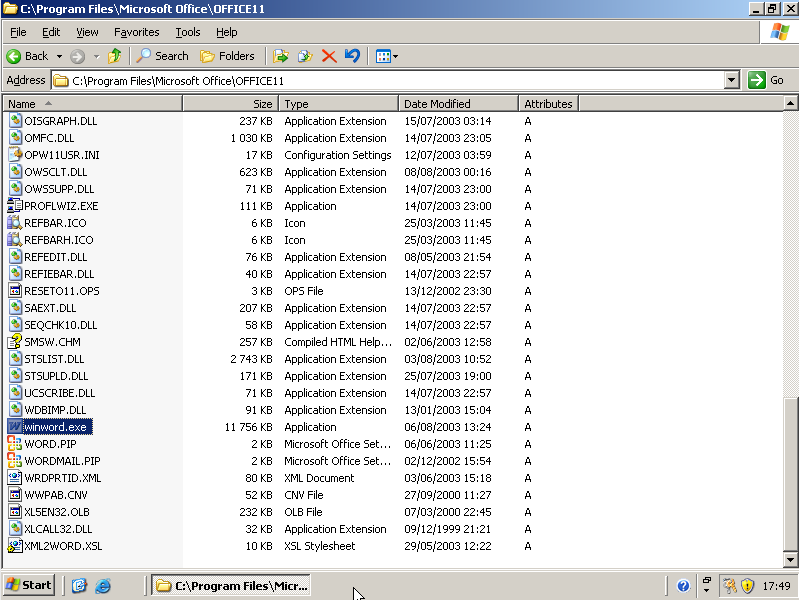 C:\Program Files\Microsoft Office\OFFICE11
File Edit View Favorites Tools Help
Back Search Folders
Address C:\Program Files\Microsoft Office\OFFICE11 Go
Name Size Type Date Modified Attributes
OISGRAPH.DLL 237 KB Application Extension 15/07/2003 03:14 A
OMFC.DLL 1 030 KB Application Extension 14/07/2003 23:05 A
OPW11USR.INI 17 KB Configuration Settings 12/07/2003 03:59 A
OWSCLT.DLL 623 KB Application Extension 08/08/2003 00:16 A
OWSSUPP.DLL 71 KB Application Extension 14/07/2003 23:00 A
PROFLWIZ.EXE 111 KB Application 14/07/2003 23:00 A
REFBAR.ICO 6 KB Icon 25/03/2003 11:45 A
REFBARH.ICO 6 KB Icon 25/03/2003 11:45 A
REFEDIT.DLL 76 KB Application Extension 08/05/2003 21:54 A
REFIEBAR.DLL 40 KB Application Extension 14/07/2003 22:57 A
RESETO11.OPS 3 KB OPS File 13/12/2002 23:30 A
SAEXT.DLL 207 KB Application Extension 14/07/2003 22:57 A
SEQCHK10.DLL 58 KB Application Extension 14/07/2003 22:57 A
SMSW.CHM 257 KB Compiled HTML Help... 02/06/2003 12:58 A
STSLIST.DLL 2 743 KB Application Extension 03/08/2003 10:52 A
STSUPLD.DLL 171 KB Application Extension 25/07/2003 19:00 A
UCSCRIBE.DLL 71 KB Application Extension 14/07/2003 22:57 A
WDBIMP.DLL 91 KB Application Extension 13/01/2003 15:04 A
winword.exe 11 756 KB Application 06/08/2003 13:24 A
WORD.PIP 2 KB Microsoft Office Set... 06/06/2003 11:25 A
WORDMAIL.PIP 2 KB Microsoft Office Set... 02/12/2002 15:54 A
WRDPRTID.XML 80 KB XML Document 03/06/2003 15:18 A
WWPAB.CNV 52 KB CNV File 27/09/2000 11:27 A
XL5EN32.OLB 232 KB OLB File 07/03/2000 22:45 A
XLCALL32.DLL 32 KB Application Extension 09/12/1999 21:21 A
XML2WORD.XSL 10 KB XSL Stylesheet 29/05/2003 12:22 A
Start C:\Program Files\Micr... 17:49